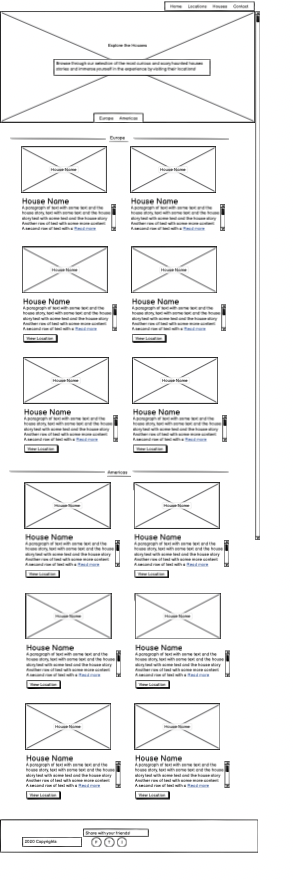 Home Locations Houses Contact
Explore the Houses
Browse through our selection of the most curious and scary haunted houses
stories and immerse yourself in the experience by visiting their locations!
Europe Americas
Europe
House Name House Name
House Name House Name
A paragraph of text with some text and the A paragraph of text with some text and the
house story text with some text and the house house story text with some text and the house
story text with some text and the house story story text with some text and the house story
Another row of text with some more content Another row of text with some more content
A second row of text with a Read more A second row of text with a Read more
House Name House Name
House Name House Name
A paragraph of text with some text and the A paragraph of text with some text and the
house story text with some text and the house house story text with some text and the house
story text with some text and the house story story text with some text and the house story
Another row of text with some more content Another row of text with some more content
A second row of text with a Read more A second row of text with a Read more
View Location View Location
House Name House Name
House Name House Name
A paragraph of text with some text and the A paragraph of text with some text and the
house story text with some text and the house house story text with some text and the house
story text with some text and the house story story text with some text and the house story
Another row of text with some more content Another row of text with some more content
A second row of text with a Read more A second row of text with a Read more
View Location View Location
Americas
House Name House Name
House Name House Name
A paragraph of text with some text and the A paragraph of text with some text and the
house story text with some text and the house house story text with some text and the house
story text with some text and the house story story text with some text and the house story
Another row of text with some more content Another row of text with some more content
A second row of text with a Read more A second row of text with a Read more
View Location View Location
House Name House Name
House Name House Name
A paragraph of text with some text and the A paragraph of text with some text and the
house story text with some text and the house house story text with some text and the house
story text with some text and the house story story text with some text and the house story
Another row of text with some more content Another row of text with some more content
A second row of text with a Read more A second row of text with a Read more
View Location View Location
House Name House Name
House Name House Name
A paragraph of text with some text and the A paragraph of text with some text and the
house story text with some text and the house house story text with some text and the house
story text with some text and the house story story text with some text and the house story
Another row of text with some more content Another row of text with some more content
A second row of text with a Read more A second row of text with a Read more
View Location View Location
Share with your friends!
2020 Copyrights